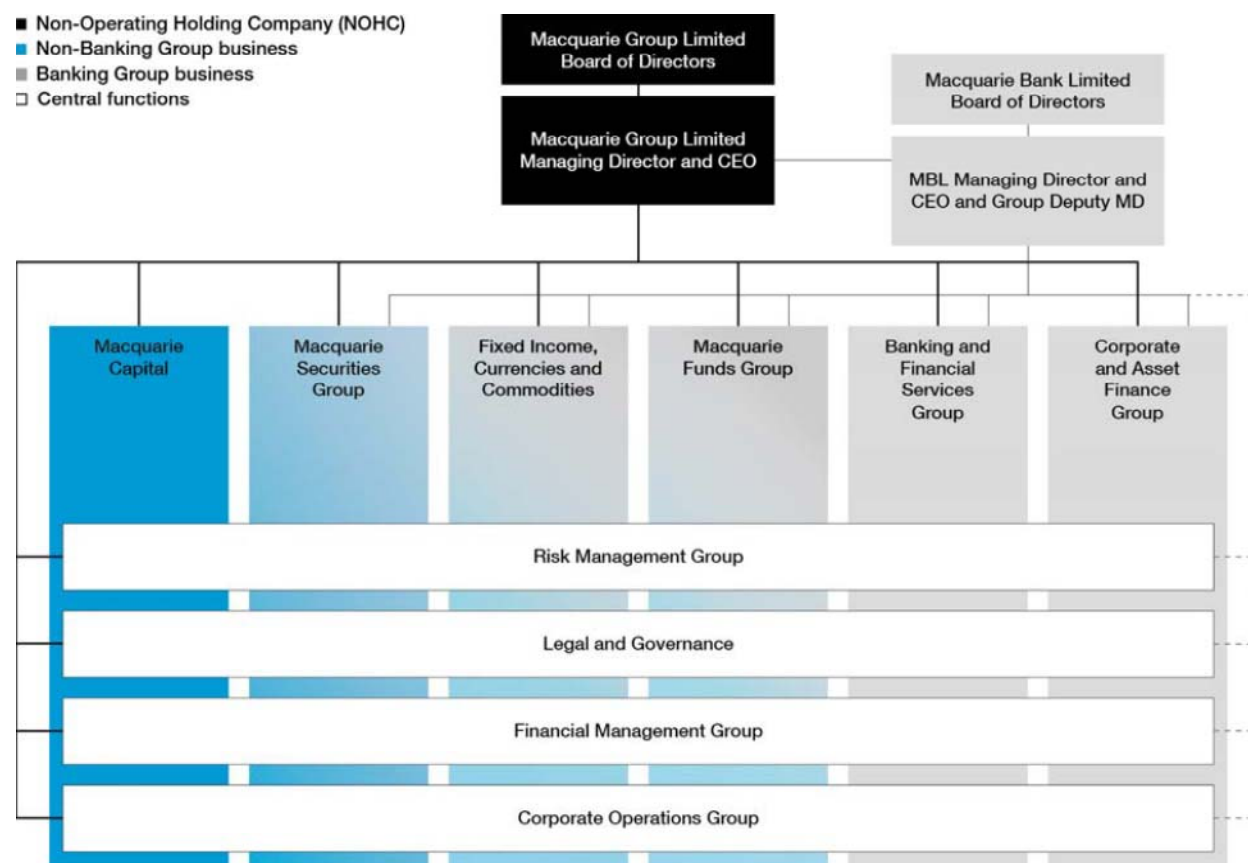 Non-Operating Holding Company (NOHC)
Non-Banking Group business
Banking Group business
Central functions
Macquarie Group Limited
Board of Directors
Macquarie Bank Limited
Board of Directors
Macquarie Group Limited
Managing Director and CEO
MBL Managing Director and
CEO and Group Deputy MD
Macquarie
Capital
Macquarie
Securities
Group
Fixed Income,
Currencies and
Commodities
Macquarie
Funds Group
Banking and
Financial
Services
Group
Corporate
and Asset
Finance
Group
Risk Management Group
Legal and Governance
Financial Management Group
Corporate Operations Group